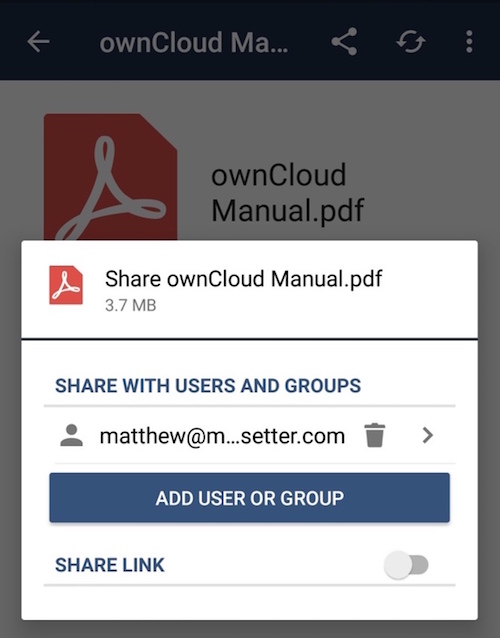 ownCloud Ma...
ownCloud
Manual.pdf
Share ownCloud Manual.pdf
3.7 MB
SHARE WITH USERS AND GROUPS
matthew@m...setter.com
ADD USER OR GROUP
SHARE LINK